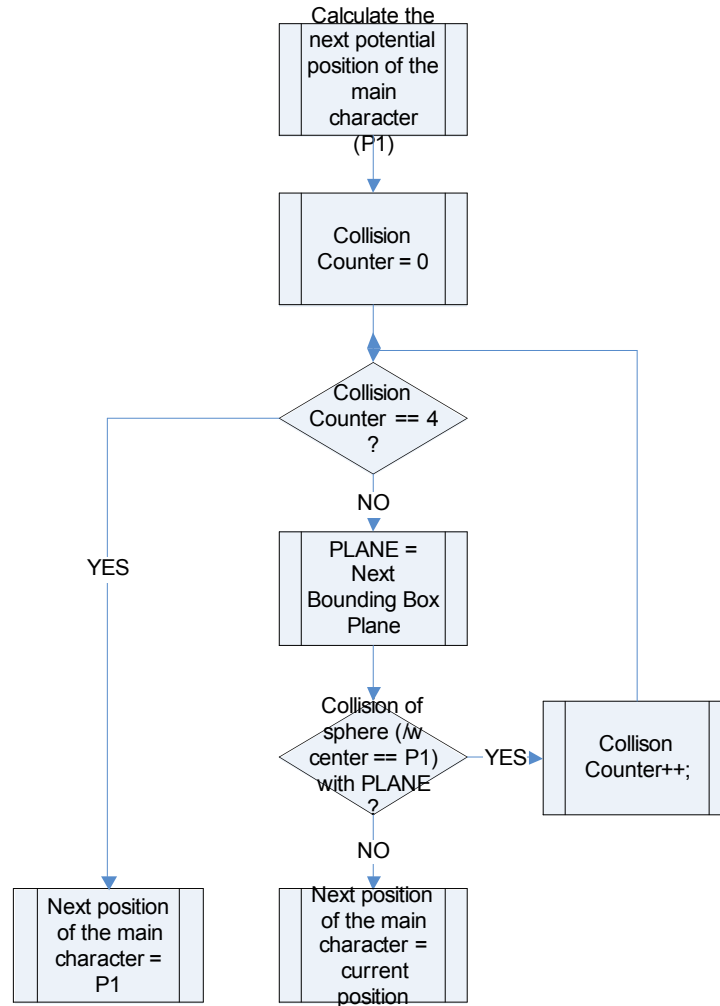 Calculate the
next potential
position of the
main
character
(P1)
Collision
Counter = 0
Collision
Counter == 4
?
NO
YES
PLANE =
Next
Bounding Box
Plane
Collision of
sphere (/w
center == P1)
with PLANE
?
YES
Collison
Counter++;
NO
Next position
of the main
character =
P1
Next position
of the main
character =
current
position